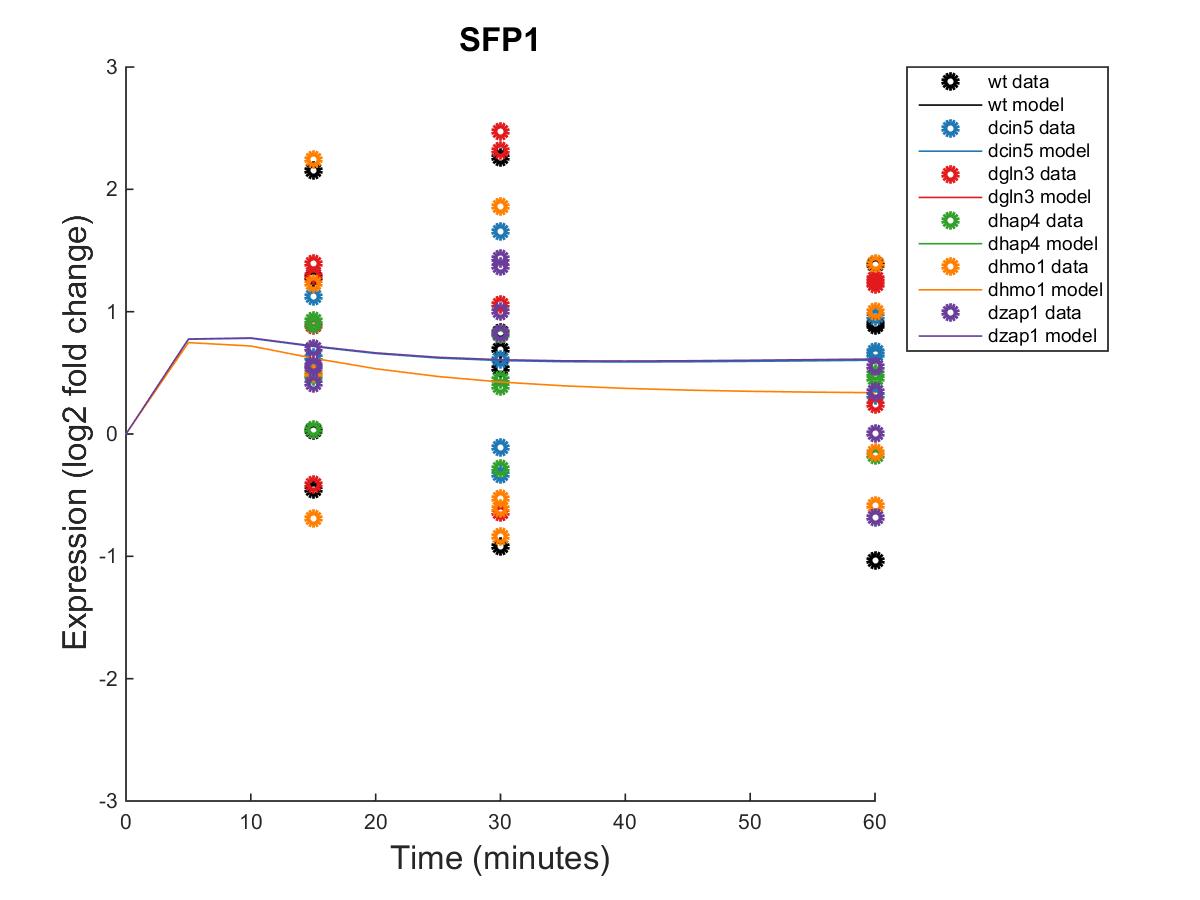 SFP1
3
2
1
0
-1
-2
-3
Expression (log2 fold change)
0 10 20 30 40 50 60
Time (minutes)
wt data
wt model
dcin5 data
dcin5 model
dgln3 data
dgln3 model
dhap4 data
dhap4 model
dhmo1 data
dhmo1 model
dzap1 data
dzap1 model